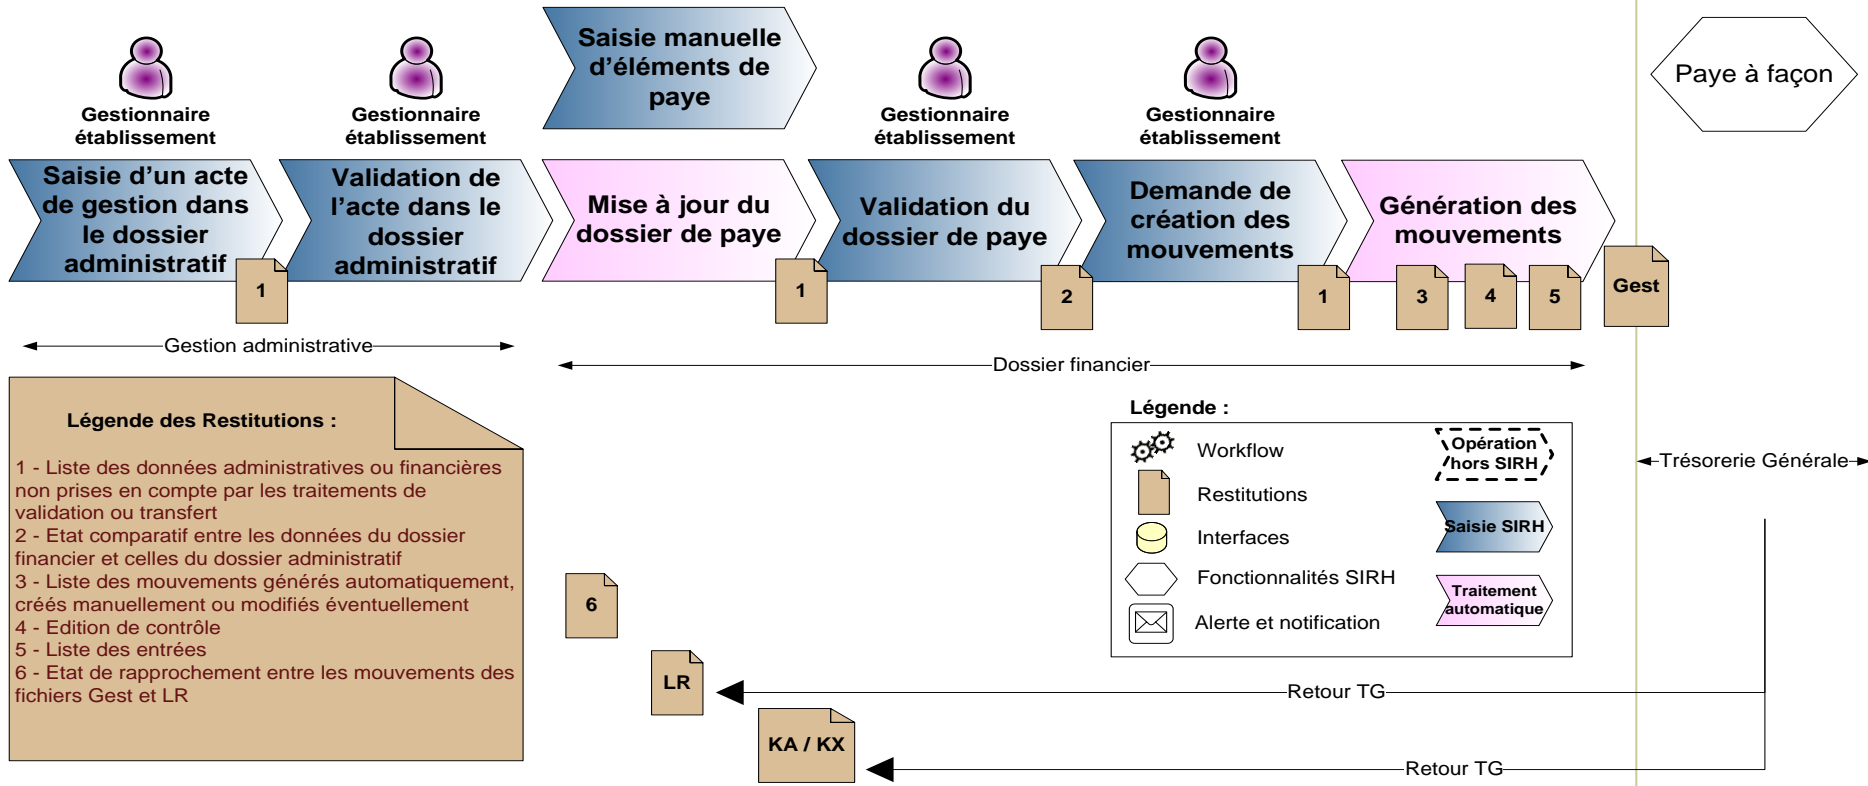 Saisie manuelle
d'éléments de
paye
Paye à façon
Gestionnaire
établissement
Gestionnaire
établissement
Gestionnaire
établissement
Gestionnaire
établissement
Saisie d'un acte
de gestion dans
le dossier
administratif
Validation de
l'acte dans le
dossier
administratif
Mise à jour du
dossier de paye
Validation du
dossier de paye
Demande de
création des
mouvements
Génération des
mouvements
1
1
2
1
3
4
5
Gest
Gestion administrative
Dossier financier
Légende des Restitutions :
1 - Liste des données administratives ou financières
non prises en compte par les traitements de
validation ou transfert
2 - Etat comparatif entre les données du dossier
financier et celles du dossier administratif
3 - Liste des mouvements générés automatiquement,
créés manuellement ou modifiés éventuellement
4 - Edition de contrôle
5 - Liste des entrées
6 - Etat de rapprochement entre les mouvements des
fichiers Gest et LR
Légende :
Workflow
Restitutions
Interfaces
Fonctionnalités SIRH
Alerte et notification
Opération
hors SIRH
Saisie SIRH
Traitement
automatique
Trésorerie Générale
6
LR
Retour TG
KA / KX
Retour TG